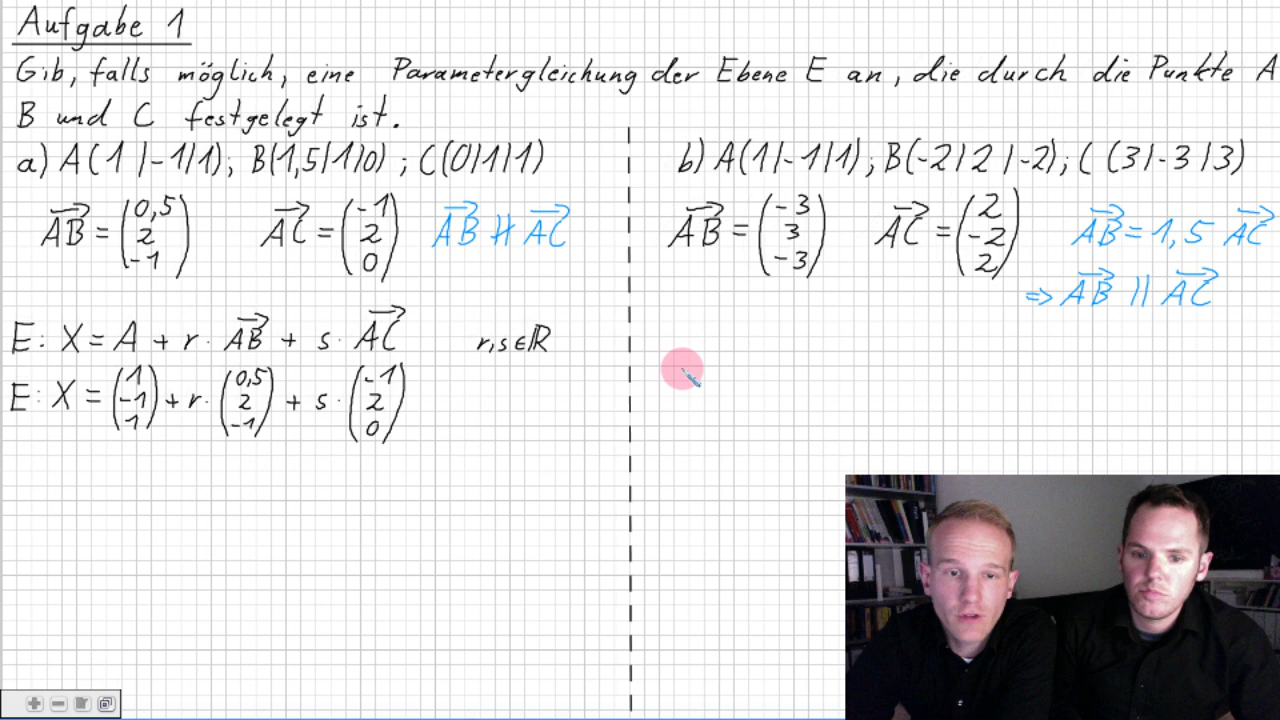 Aufgabe 1
Gib, falls möglich, eine Parametergleichung der Ebene E an, die durch die Punkte A
B und C festgelegt ist.
a) A(1|-1|1); B(1,5|1|0); C(0|1|1)
AB = (0,5 2 -1) AC = (-1 2 0) AB ∦ AC
E: X = A + r · AB + s · AC r,s ∈ ℝ
E: X = (1 -1 1) + r · (0,5 2 -1) + s · (-1 2 0)
b) A(1|-1|1); B(-2|2|-2); C(3|-3|3)
AB = (-3 3 -3) AC = (2 -2 2) AB = 1,5 AC
⇒ AB || AC